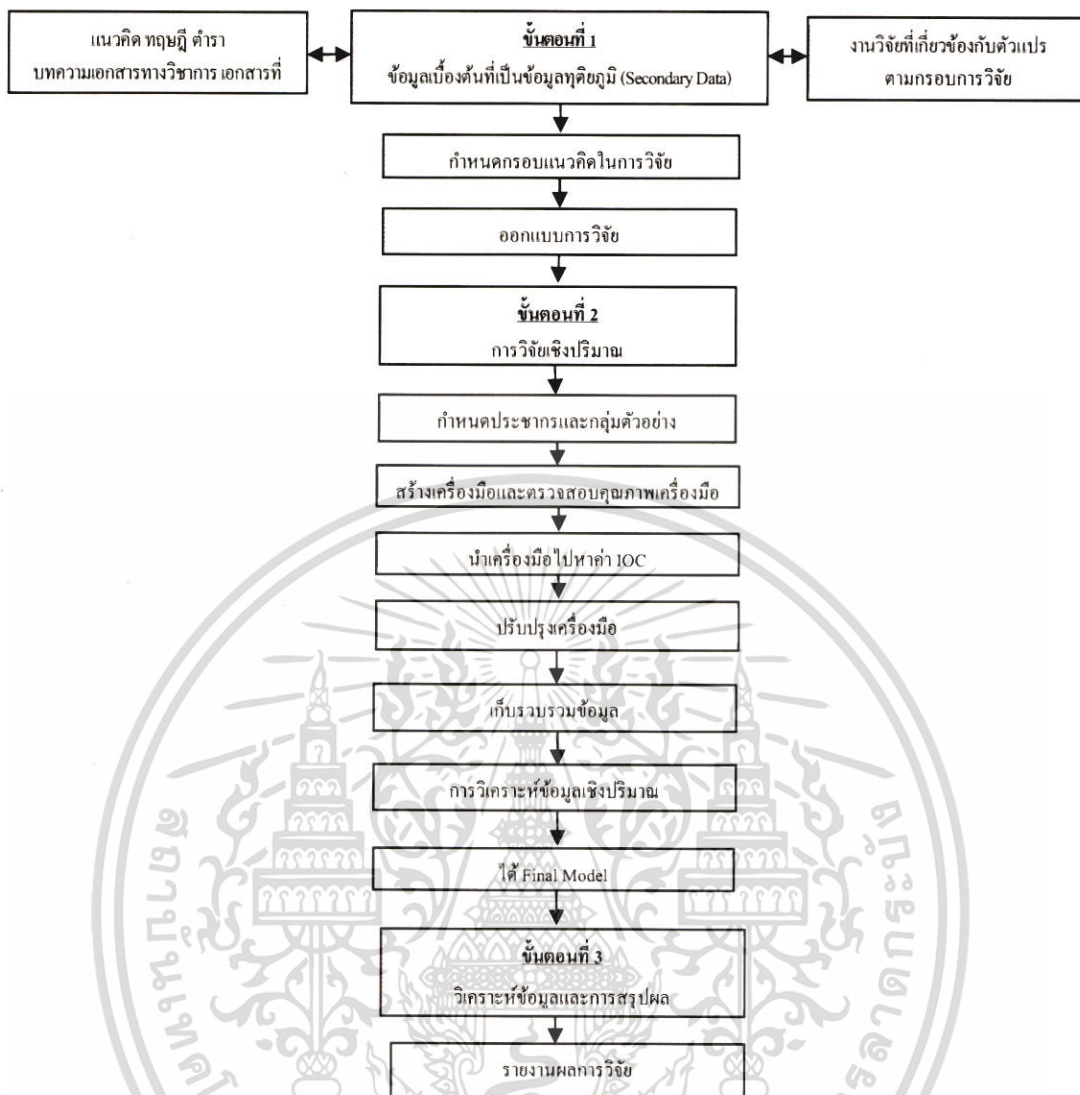 แนวคิด ทฤษฎี ตำรา
บทความเอกสารทางวิชาการ เอกสารที่
ขั้นตอนที่ 1
ข้อมูลเบื้องต้นที่เป็นข้อมูลทุติยภูมิ (Secondary Data)
งานวิจัยที่เกี่ยวข้องกับตัวแปร
ตามกรอบการวิจัย
กำหนดกรอบแนวคิดในการวิจัย
ออกแบบการวิจัย
ขั้นตอนที่ 2
การวิจัยเชิงปริมาณ
กำหนดประชากรและกลุ่มตัวอย่าง
สร้างเครื่องมือและตรวจสอบคุณภาพเครื่องมือ
นำเครื่องมือไปหาค่า IOC
ปรับปรุงเครื่องมือ
เก็บรวบรวมข้อมูล
การวิเคราะห์ข้อมูลเชิงปริมาณ
ได้ Final Model
ขั้นตอนที่ 3
วิเคราะห์ข้อมูลและการสรุปผล
รายงานผลการวิจัย